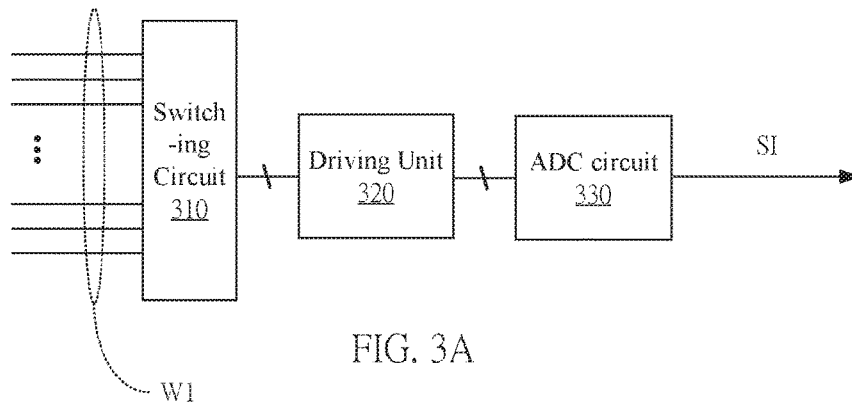 Switch
-ing
Circuit
310
Driving Unit
320
ADC circuit
330
SI
FIG. 3A
W1